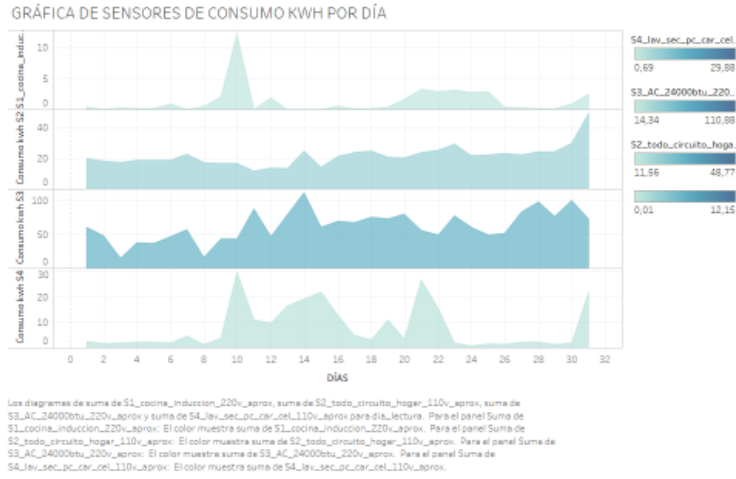 GRÁFICA DE SENSORES DE CONSUMO KWH POR DÍA
S1_cocina_induc..
10
5
0
Consumo kwh S2
40
20
0
Consumo kwh S3
100
50
0
Consumo kwh S4
30
20
10
0
0 2 4 6 8 10 12 14 16 18 20 22 24 26 28 30 32
DÍAS
S4_lav_sec_pc_car_cel..
0,69 29,88
S3_AC_24000btu_220..
14,34 110,88
S2_todo_circuito_hoga..
11,56 48,77
0,01 12,15
Los diagramas de suma de S1_cocina_induccion_220v_aprox, suma de S2_todo_circuito_hogar_110v_aprox, suma de
S3_AC_24000btu_220v_aprox y suma de S4_lav_sec_pc_car_cel_110v_aprox para dia_lectura. Para el panel Suma de
S1_cocina_induccion_220v_aprox: El color muestra suma de S1_cocina_induccion_220v_aprox. Para el panel Suma de
S2_todo_circuito_hogar_110v_aprox: El color muestra suma de S2_todo_circuito_hogar_110v_aprox. Para el panel Suma de
S3_AC_24000btu_220v_aprox: El color muestra suma de S3_AC_24000btu_220v_aprox. Para el panel Suma de
S4_lav_sec_pc_car_cel_110v_aprox: El color muestra suma de S4_lav_sec_pc_car_cel_110v_aprox.